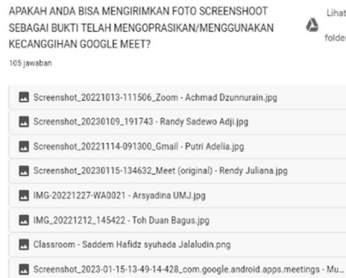 APAKAH ANDA BISA MENGIRIMKAN FOTO SCREENSHOOT
SEBAGAI BUKTI TELAH MENGOPRASIKAN/MENGGUNAKAN
KECANGGIHAN GOOGLE MEET?
Lihat
folder
105 jawaban
Screenshot_20221013-111506_Zoom - Achmad Dzunnurain.jpg
Screenshot_20230109_191743 - Randy Sadewo Adji.jpg
Screenshot_20221114-091300_Gmail - Putri Adelia.jpg
Screenshot_20230115-134632_Meet (original) - Rendy Juliana.jpg
IMG-20221227-WA0021 - Arsyadina UMJ.jpg
IMG_20221212_145422 - Toh Duan Bagus.jpg
Classroom - Saddem Hafidz syuhada Jalaludin.png
Screenshot_2023-01-15-13-49-14-428_com.google.android.apps.meetings - Mu...